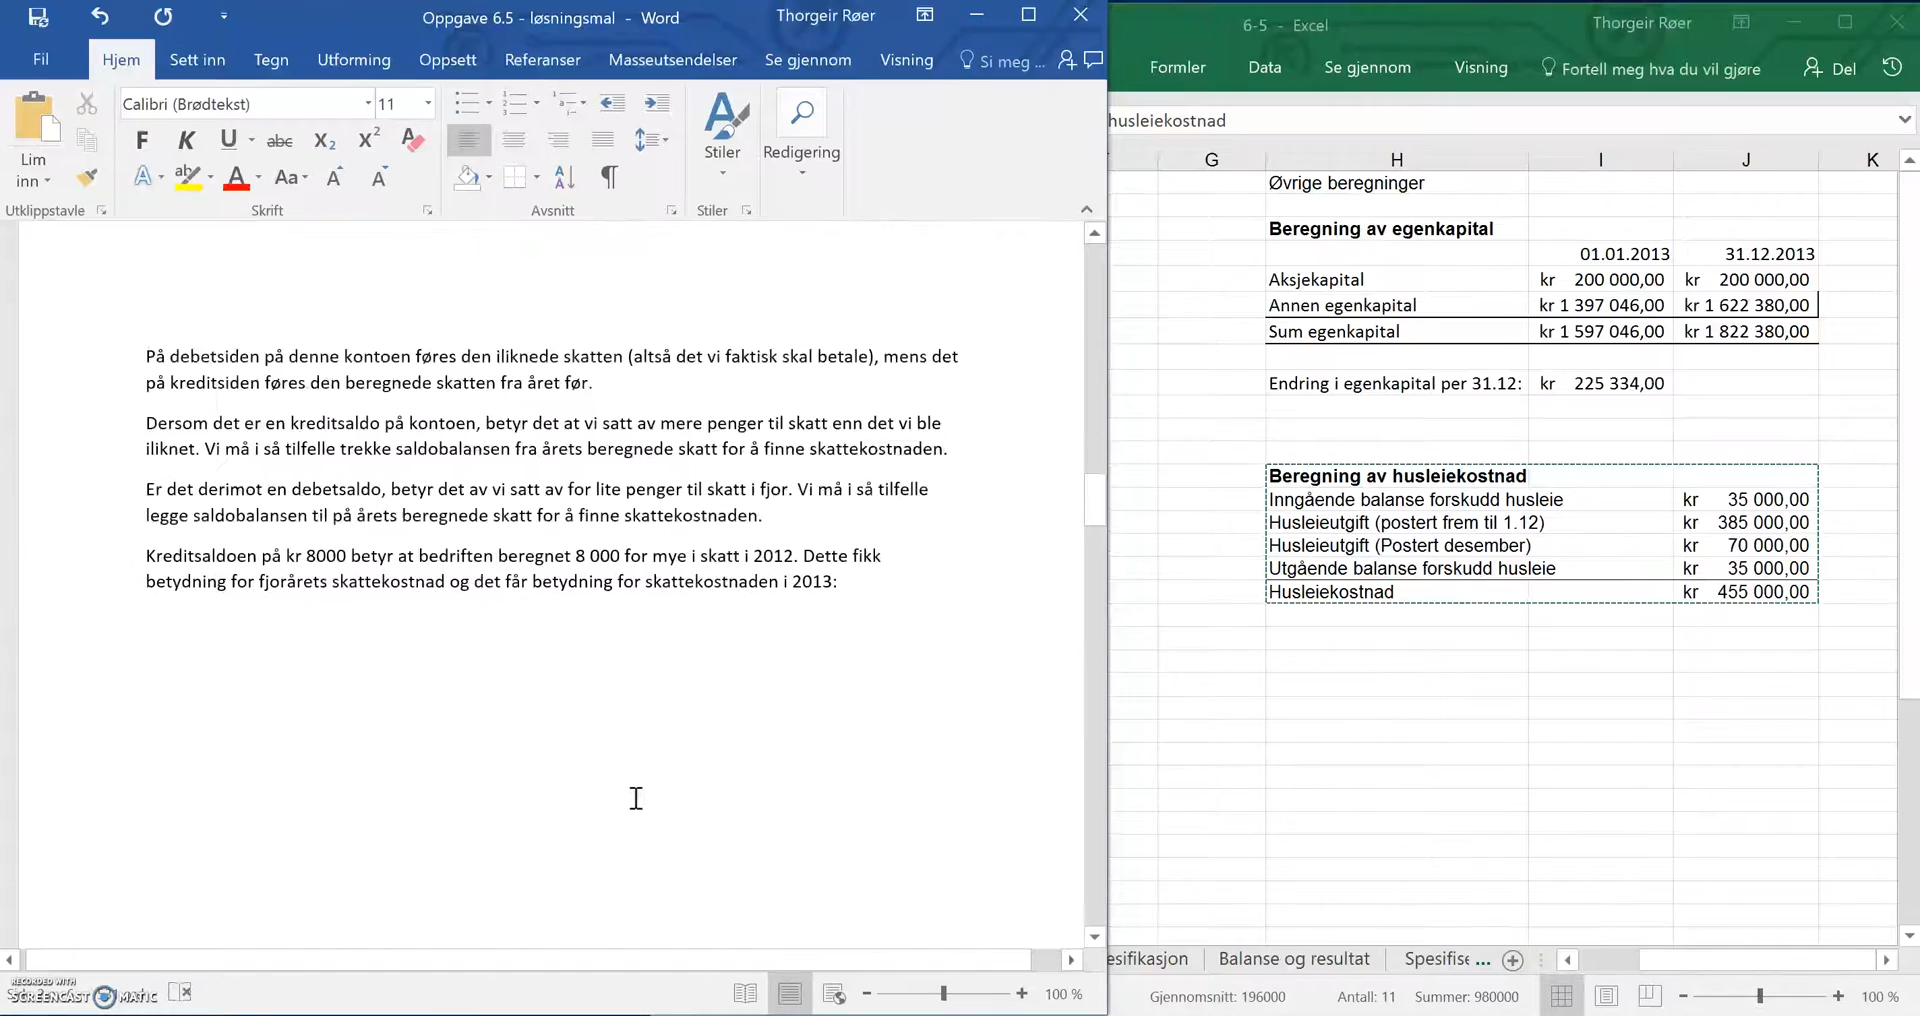 Oppgave 6.5 - løsningsmal - Word
Thorgeir Røer
Fil Hjem Sett inn Tegn Utforming Oppsett Referanser Masseutsendelser Se gjennom Visning Si meg ...
Calibri (Brødtekst) 11
F K U abc X₂ X² A
A ab A Aa A A
Lim inn
Stiler
Redigering
Utklippstavle Skrift Avsnitt Stiler
På debetsiden på denne kontoen føres den iliknede skatten (altså det vi faktisk skal betale), mens det
på kreditsiden føres den beregnede skatten fra året før.
Dersom det er en kreditsaldo på kontoen, betyr det at vi satt av mere penger til skatt enn det vi ble
iliknet. Vi må i så tilfelle trekke saldobalansen fra årets beregnede skatt for å finne skattekostnaden.
Er det derimot en debetsaldo, betyr det av vi satt av for lite penger til skatt i fjor. Vi må i så tilfelle
legge saldobalansen til på årets beregnede skatt for å finne skattekostnaden.
Kreditsaldoen på kr 8000 betyr at bedriften beregnet 8 000 for mye i skatt i 2012. Dette fikk
betydning for fjorårets skattekostnad og det får betydning for skattekostnaden i 2013:
RECORDED WITH
SCREENCAST MATIC
100 %
6-5 - Excel
Thorgeir Røer
Formler Data Se gjennom Visning Fortell meg hva du vil gjøre Del
husleiekostnad
G H I J K
Øvrige beregninger
Beregning av egenkapital
01.01.2013 31.12.2013
Aksjekapital kr 200 000,00 kr 200 000,00
Annen egenkapital kr 1 397 046,00 kr 1 622 380,00
Sum egenkapital kr 1 597 046,00 kr 1 822 380,00
Endring i egenkapital per 31.12: kr 225 334,00
Beregning av husleiekostnad
Inngående balanse forskudd husleie kr 35 000,00
Husleieutgift (postert frem til 1.12) kr 385 000,00
Husleieutgift (Postert desember) kr 70 000,00
Utgående balanse forskudd husleie kr 35 000,00
Husleiekostnad kr 455 000,00
esifikasjon Balanse og resultat Spesifise ...
Gjennomsnitt: 196000 Antall: 11 Summer: 980000 100 %